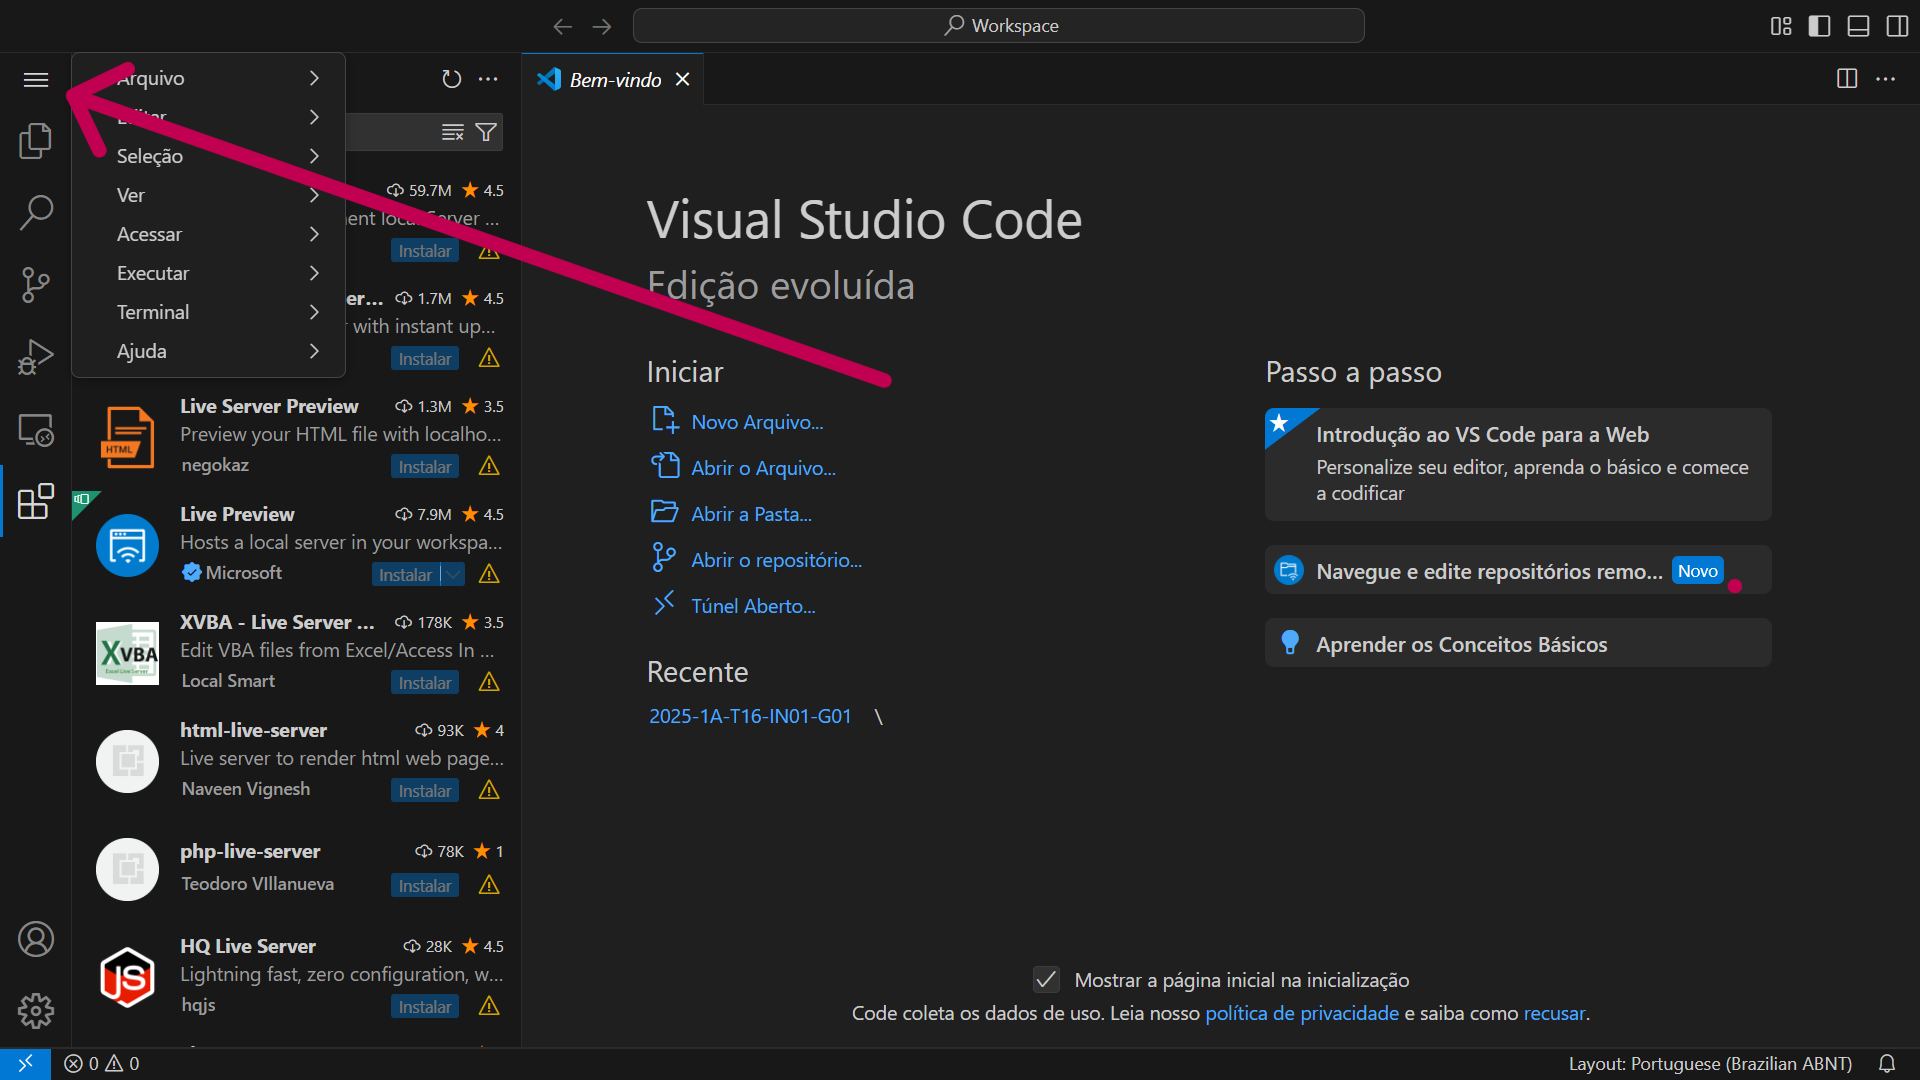 Workspace
Arquivo
Editar
Seleção
Ver
Acessar
Executar
Terminal
Ajuda
59.7M 4.5
ent local Server ...
Instalar
er... 1.7M 4.5
with instant up...
Instalar
Live Server Preview 1.3M 3.5
Preview your HTML file with localho...
negokaz Instalar
HTML
Live Preview 7.9M 4.5
Hosts a local server in your workspa...
Microsoft Instalar
XVBA - Live Server ... 178K 3.5
Edit VBA files from Excel/Access In ...
Local Smart Instalar
XVBA
Excel Live Server
html-live-server 93K 4
Live server to render html web page...
Naveen Vignesh Instalar
php-live-server 78K 1
Teodoro VIllanueva Instalar
HQ Live Server 28K 4.5
Lightning fast, zero configuration, w...
hqjs Instalar
JS
Bem-vindo
Visual Studio Code
Edição evoluída
Iniciar
Novo Arquivo...
Abrir o Arquivo...
Abrir a Pasta...
Abrir o repositório...
Túnel Aberto...
Recente
2025-1A-T16-IN01-G01 \
Passo a passo
Introdução ao VS Code para a Web
Personalize seu editor, aprenda o básico e comece
a codificar
Navegue e edite repositórios remo... Novo
Aprender os Conceitos Básicos
Mostrar a página inicial na inicialização
Code coleta os dados de uso. Leia nosso política de privacidade e saiba como recusar.
0 0
Layout: Portuguese (Brazilian ABNT)